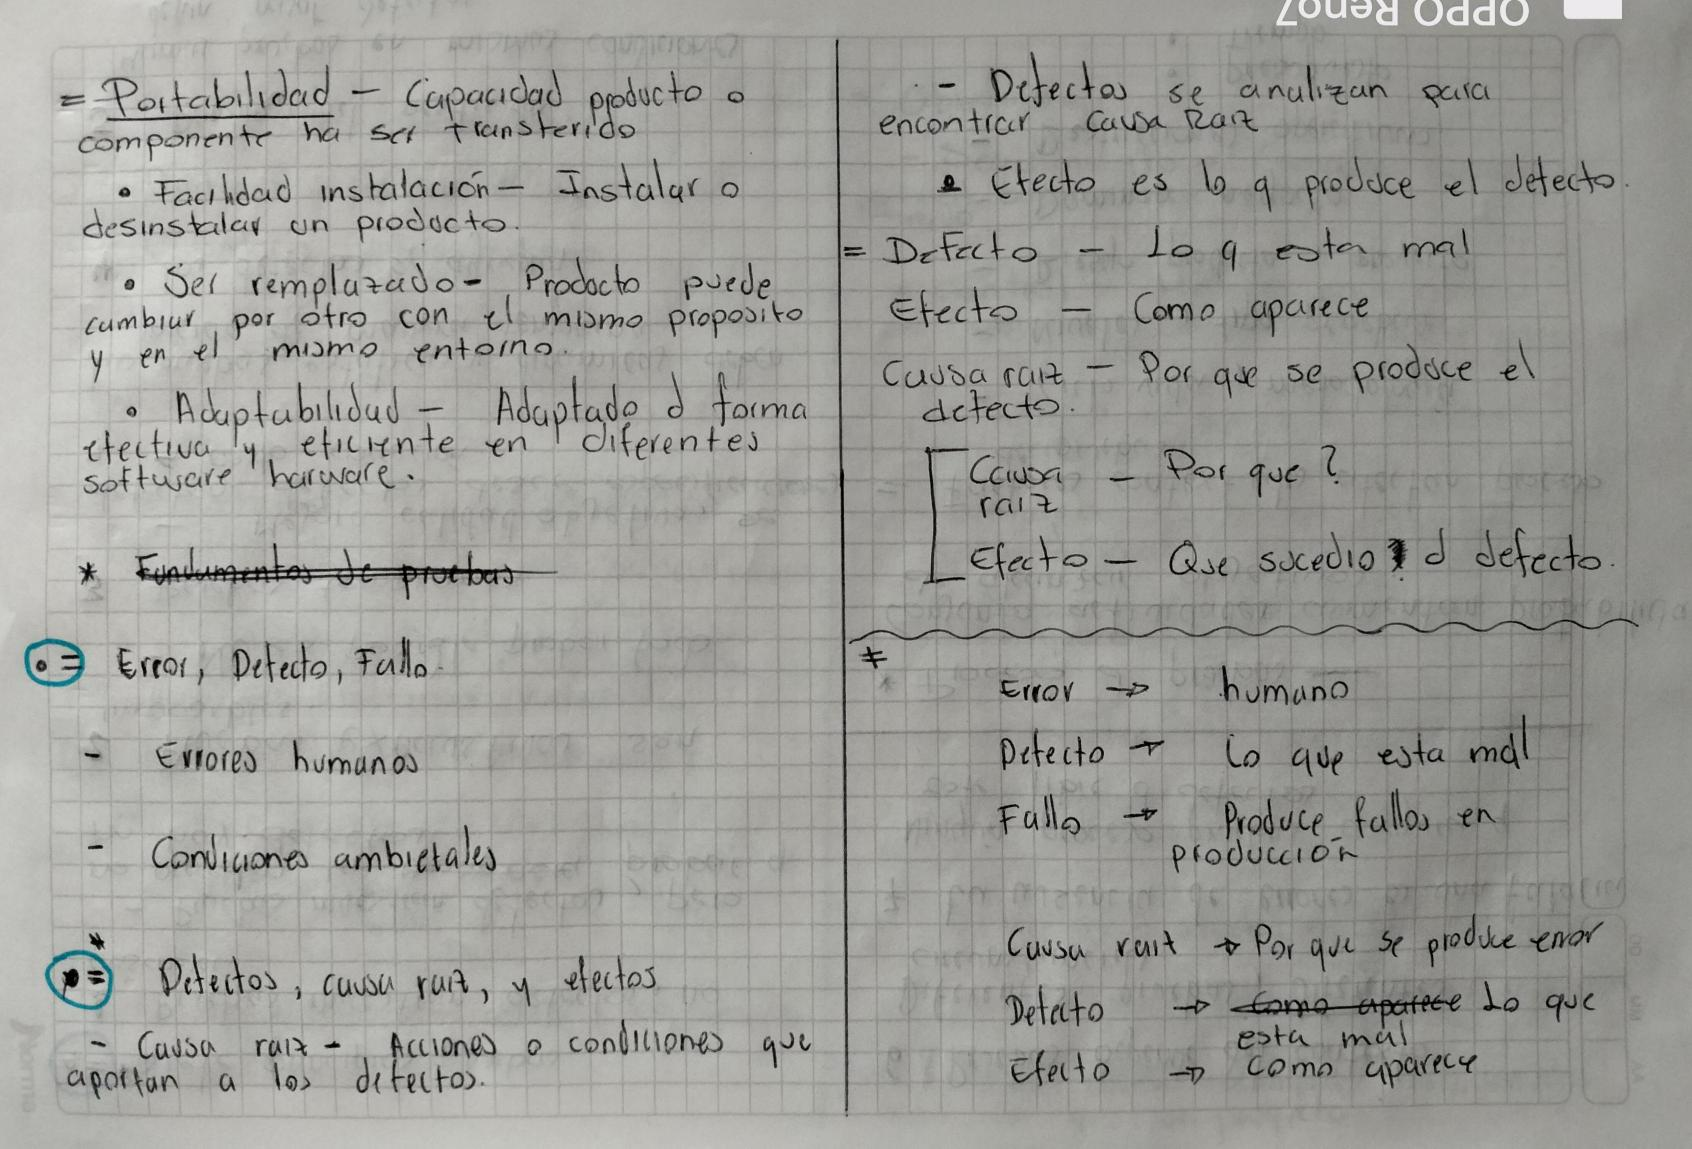 = Portabilidad - Capacidad producto o
componente ha ser transferido
• Facilidad instalación - Instalar o
desinstalar un producto.
• Ser remplazado - Producto puede
cambiar por otro con el mismo proposito
y en el mismo entorno.
• Adaptabilidad - Adaptado d forma
efectiva y eficiente en diferentes
software harware.
* Fundamentos de pruebas
• = Error, Defecto, Fallo
- Errores humanos
- Condiciones ambietales
*
• = Defectos, causa raiz, y efectos
- Causa raiz - Acciones o condiciones que
aportan a los defectos.
OPPO Reno7
- Defectos se analizan para
encontrar Causa Raiz
• Efecto es lo q produce el defecto.
= Defecto - Lo q esta mal
Efecto - Como aparece
Causa raiz - Por que se produce el
defecto.
Causa - Por que?
raiz
Efecto - Que sucedio d defecto.
*
Error → humano
Defecto → Lo que esta mal
Fallo → Produce fallos en
producción
Causa raiz → Por que se produce error
Defecto → Como aparece Lo que
esta mal
Efecto → Como aparece